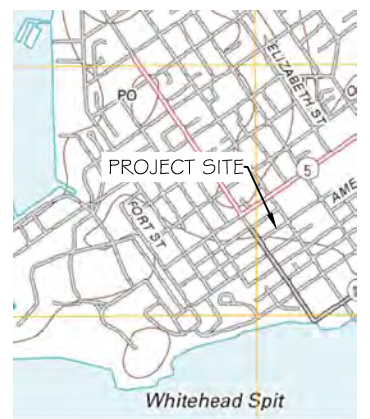 ELIZABETH ST
PO
O
PROJECT SITE
5
AME
FORT ST
Whitehead Spit